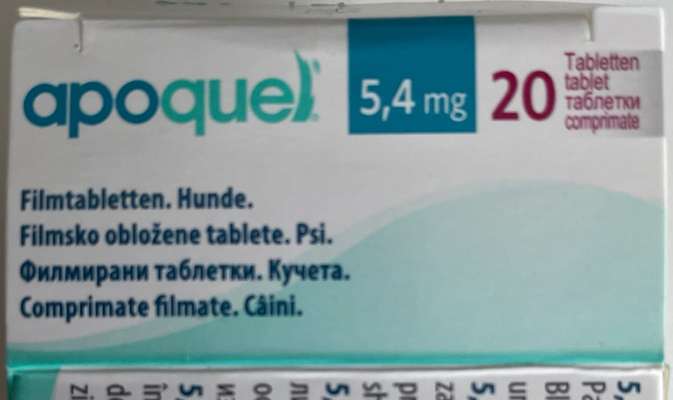 apoquel
5,4 mg
20
Tabletten
tablet
таблетки
comprimate
Filmtabletten. Hunde.
Filmsko obložene tablete. Psi.
Филмирани таблетки. Кучета.
Comprimate filmate. Câini.